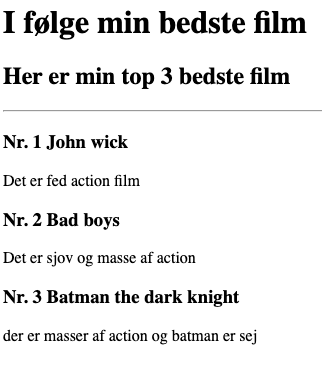 I følge min bedste film
Her er min top 3 bedste film
Nr. 1 John wick
Det er fed action film
Nr. 2 Bad boys
Det er sjov og masse af action
Nr. 3 Batman the dark knight
der er masser af action og batman er sej